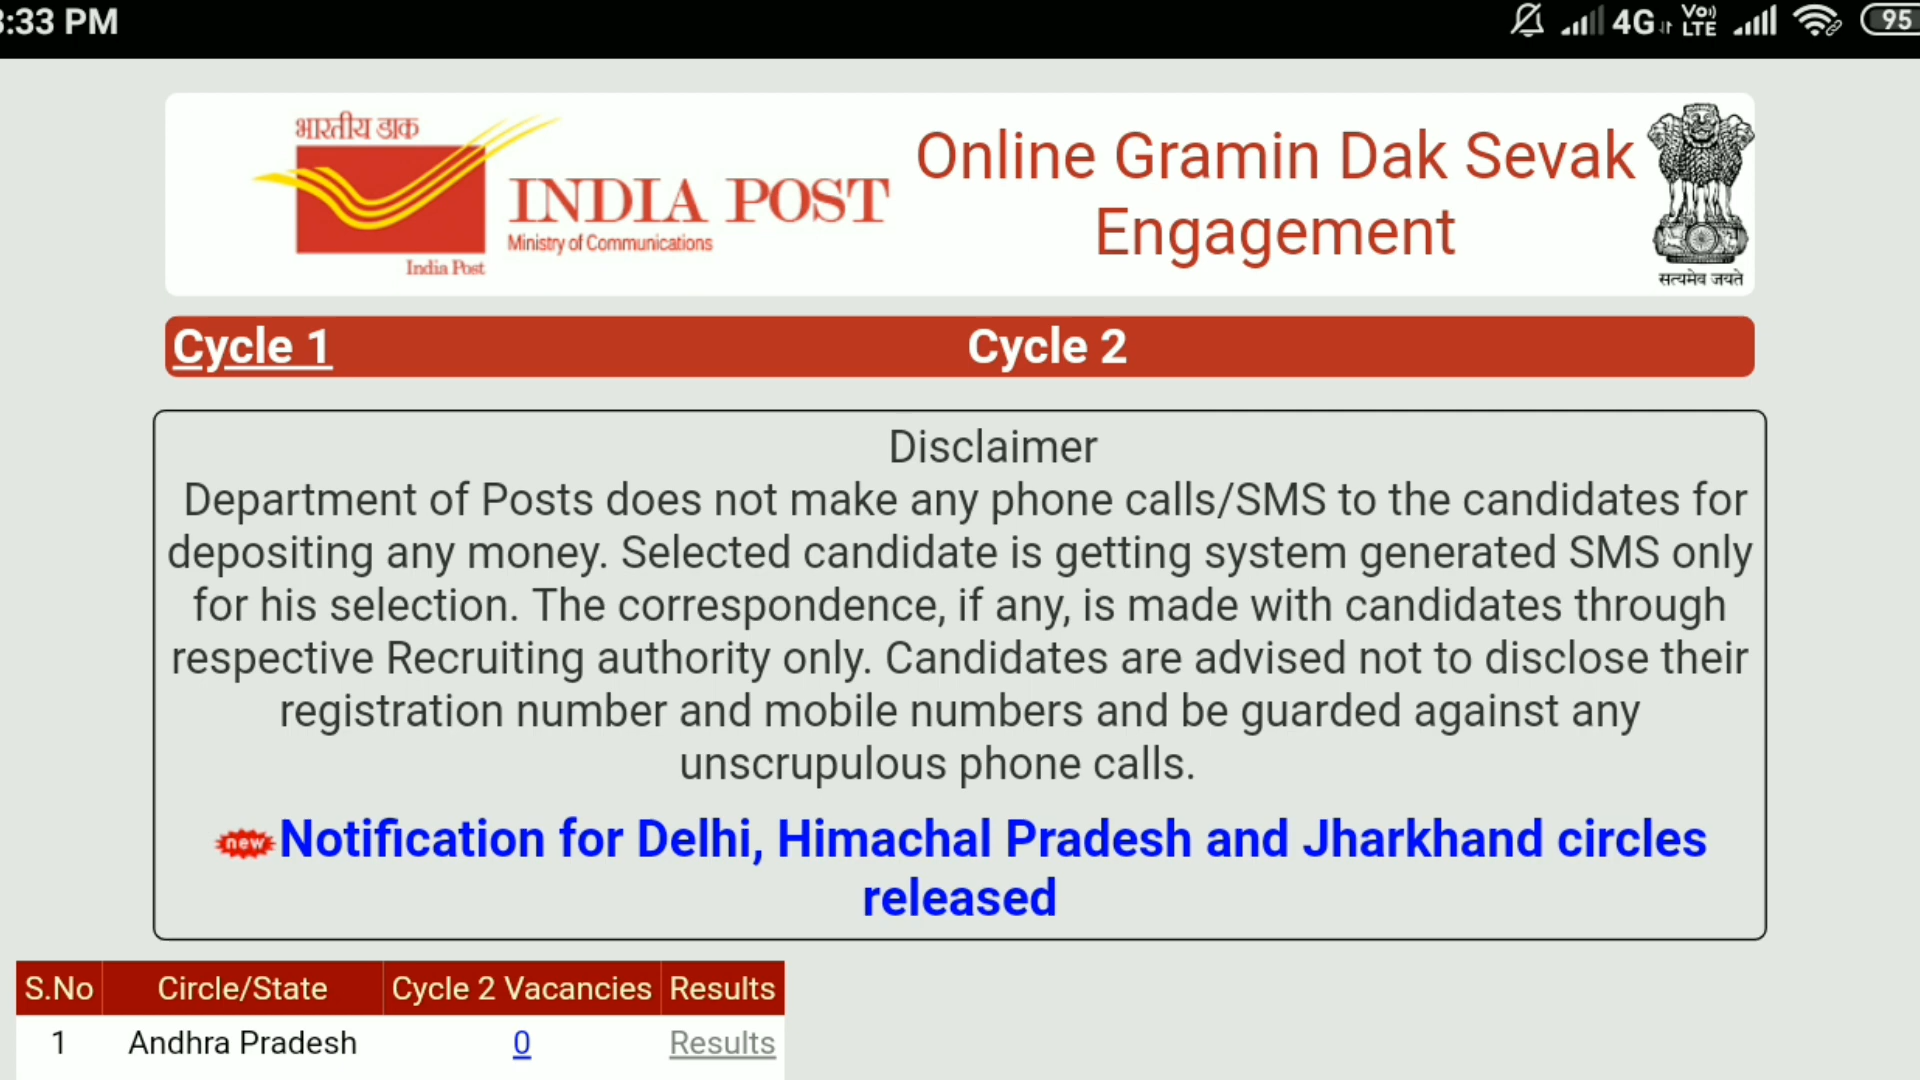 :33 PM 4G Vo) LTE 95
भारतीय डाक
INDIA POST
Ministry of Communications
India Post
Online Gramin Dak Sevak
Engagement
सत्यमेव जयते
Cycle 1 Cycle 2
Disclaimer
Department of Posts does not make any phone calls/SMS to the candidates for
depositing any money. Selected candidate is getting system generated SMS only
for his selection. The correspondence, if any, is made with candidates through
respective Recruiting authority only. Candidates are advised not to disclose their
registration number and mobile numbers and be guarded against any
unscrupulous phone calls.
new Notification for Delhi, Himachal Pradesh and Jharkhand circles
released
S.No Circle/State Cycle 2 Vacancies Results
1 Andhra Pradesh 0 Results